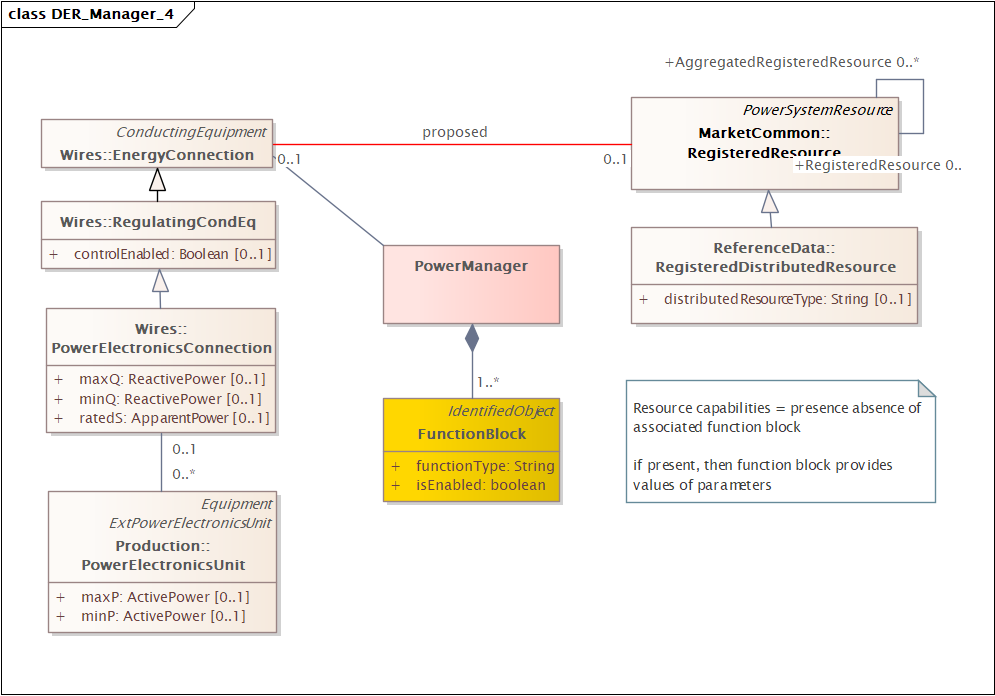 class DER_Manager_4
+AggregatedRegisteredResource 0..*
ConductingEquipment
Wires::EnergyConnection
0..1
proposed
0..1
PowerSystemResource
MarketCommon::
RegisteredResource
+RegisteredResource 0..
Wires::RegulatingCondEq
+ controlEnabled: Boolean [0..1]
PowerManager
ReferenceData::
RegisteredDistributedResource
+ distributedResourceType: String [0..1]
Wires::
PowerElectronicsConnection
+ maxQ: ReactivePower [0..1]
+ minQ: ReactivePower [0..1]
+ ratedS: ApparentPower [0..1]
1..*
IdentifiedObject
FunctionBlock
+ functionType: String
+ isEnabled: boolean
Resource capabilities = presence absence of
associated function block
if present, then function block provides
values of parameters
0..1
0..*
Equipment
ExtPowerElectronicsUnit
Production::
PowerElectronicsUnit
+ maxP: ActivePower [0..1]
+ minP: ActivePower [0..1]